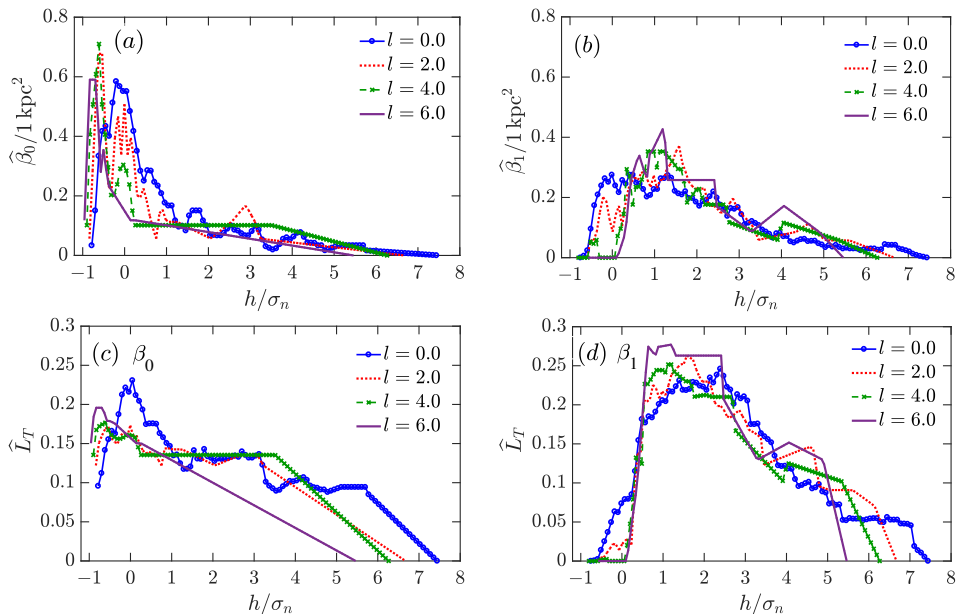 (a)
l = 0.0
l = 2.0
l = 4.0
l = 6.0
0.8
0.6
0.4
0.2
0
β̂₀/1 kpc²
−1 0 1 2 3 4 5 6 7 8
h/σₙ
(b)
l = 0.0
l = 2.0
l = 4.0
l = 6.0
0.8
0.6
0.4
0.2
0
β̂₁/1 kpc²
−1 0 1 2 3 4 5 6 7 8
h/σₙ
(c) β₀
l = 0.0
l = 2.0
l = 4.0
l = 6.0
0.3
0.25
0.2
0.15
0.1
0.05
0
L̂_T
−1 0 1 2 3 4 5 6 7 8
h/σₙ
(d) β₁
l = 0.0
l = 2.0
l = 4.0
l = 6.0
0.3
0.25
0.2
0.15
0.1
0.05
0
L̂_T
−1 0 1 2 3 4 5 6 7 8
h/σₙ